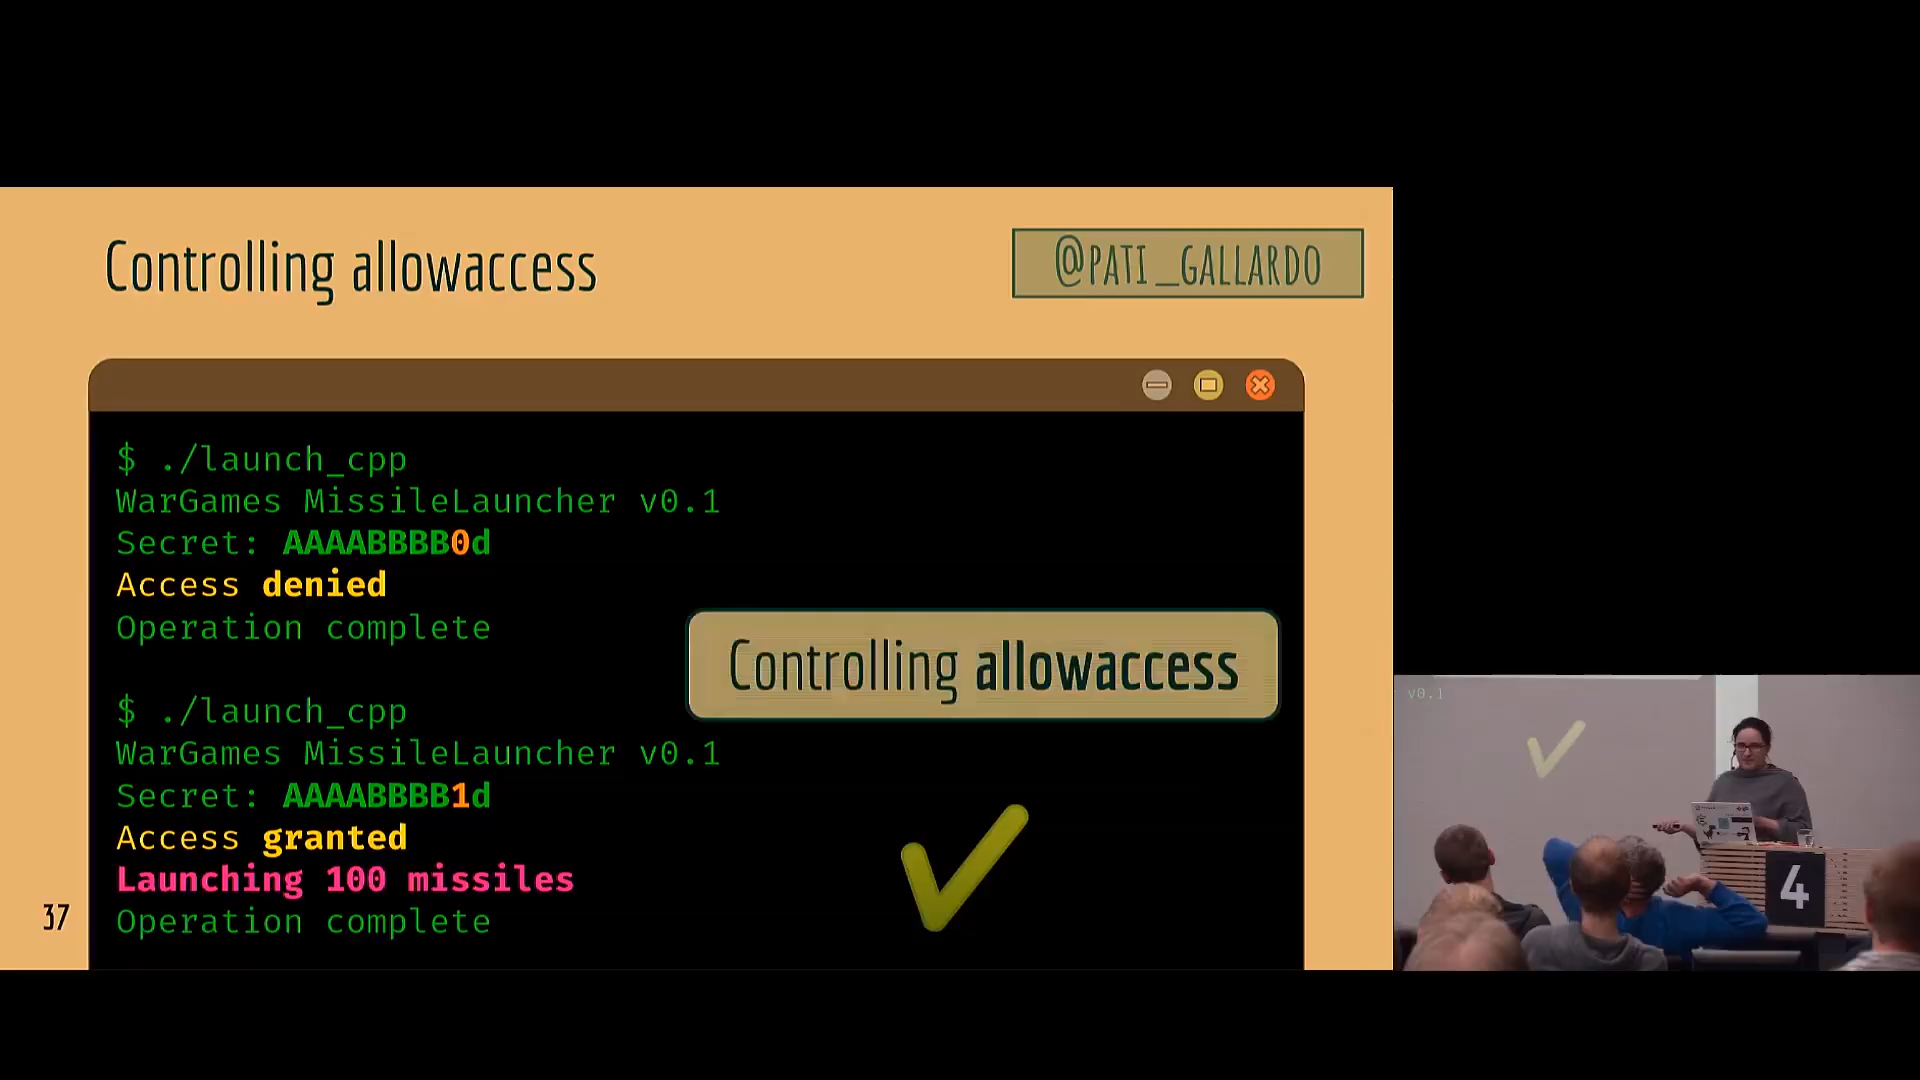 Controlling allowaccess
@PATI_GALLARDO
$ ./launch_cpp
WarGames MissileLauncher v0.1
Secret: AAAABBBB0d
Access denied
Operation complete
Controlling allowaccess
$ ./launch_cpp
WarGames MissileLauncher v0.1
Secret: AAAABBBB1d
Access granted
Launching 100 missiles
Operation complete
37
v0.1
4